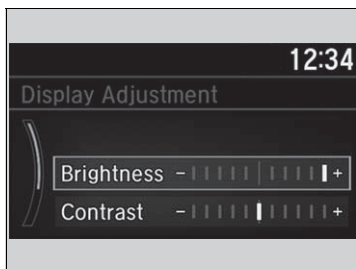 12:34
Display Adjustment
Brightness - +
Contrast - +